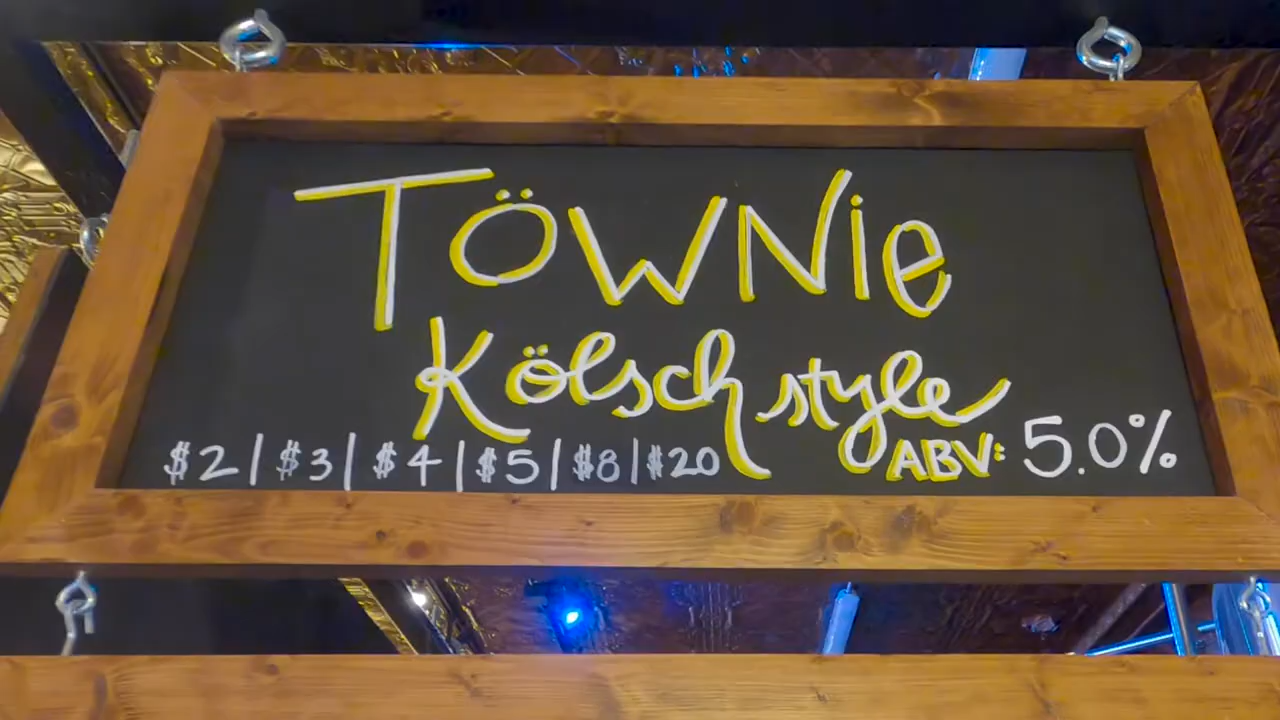 TÖWNie
Kölsch style
$2 | $3 | $4 | $5 | $8 | $20 ABV: 5.0%